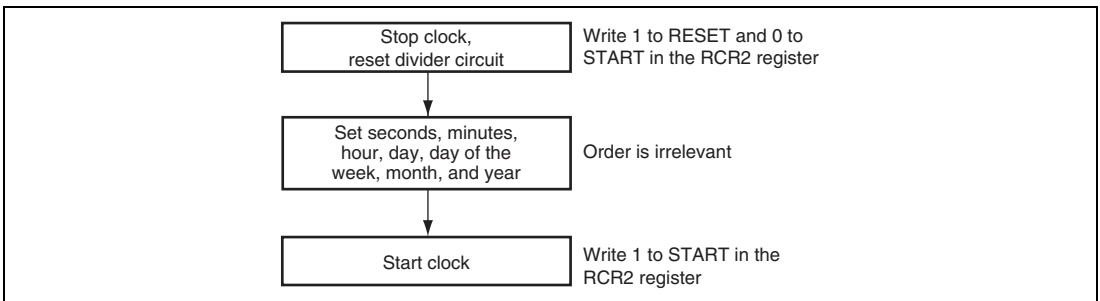 Stop clock,
reset divider circuit
Write 1 to RESET and 0 to
START in the RCR2 register
Set seconds, minutes,
hour, day, day of the
week, month, and year
Order is irrelevant
Start clock
Write 1 to START in the
RCR2 register